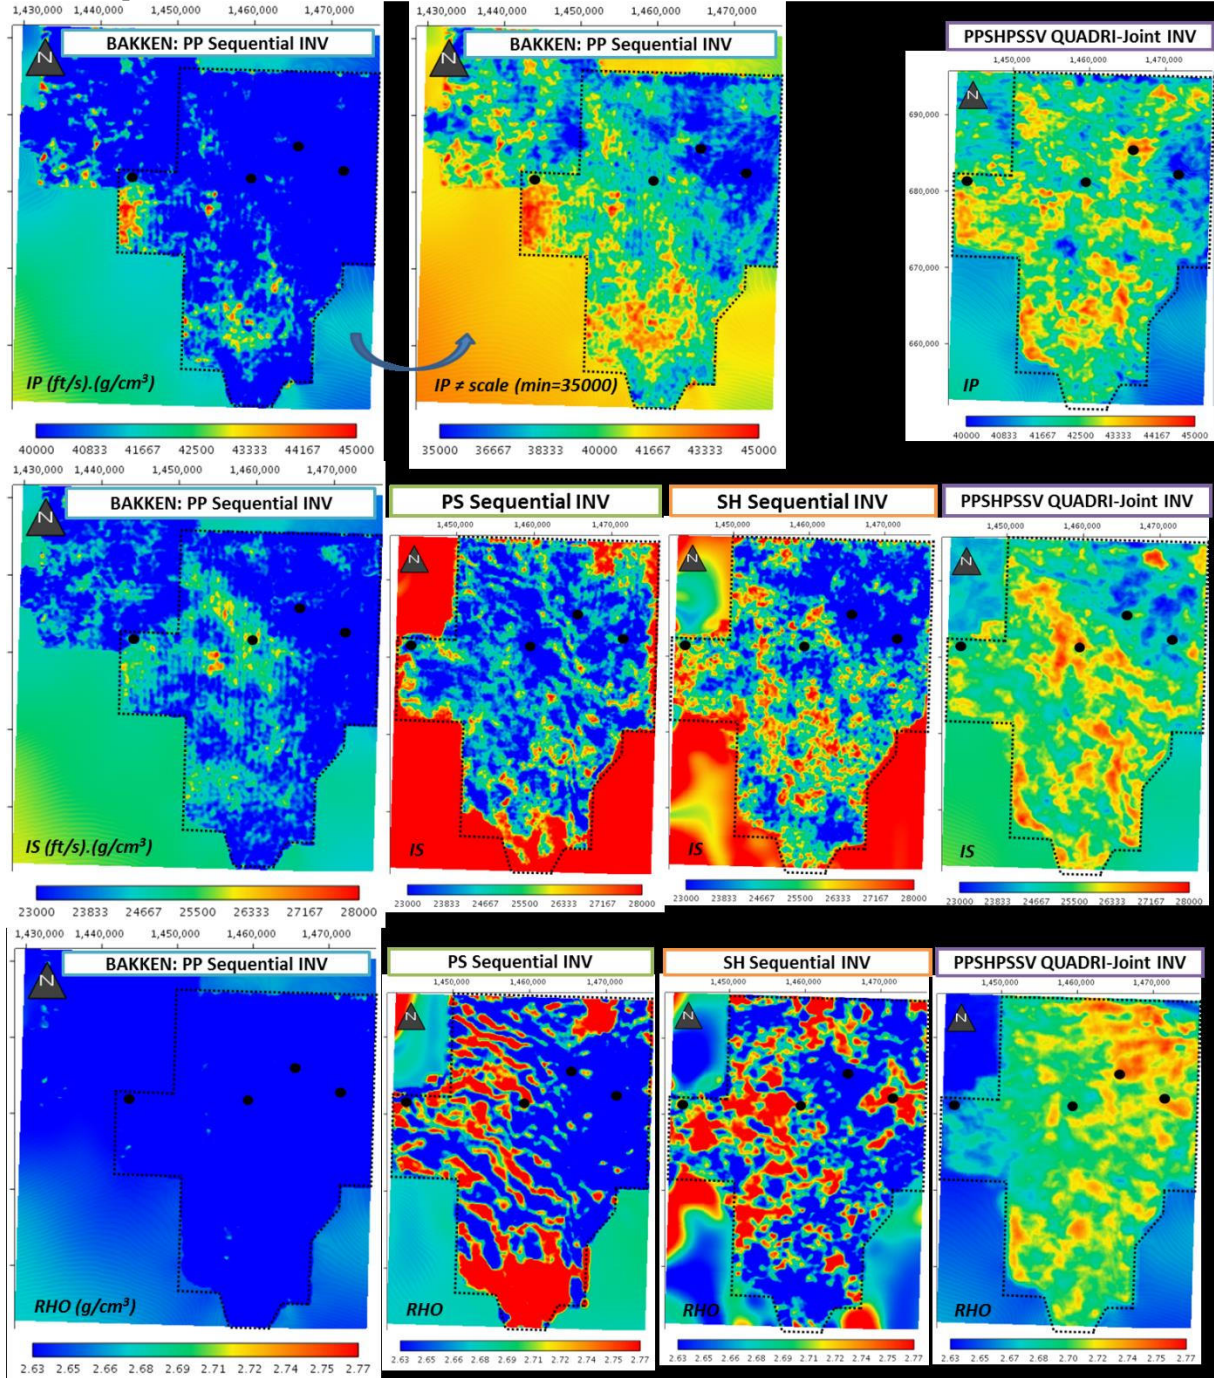 1,430,000 1,440,000 1,450,000 1,460,000 1,470,000
BAKKEN: PP Sequential INV
N
IP (ft/s).(g/cm³)
40000 40833 41667 42500 43333 44167 45000
1,430,000 1,440,000 1,450,000 1,460,000 1,470,000
BAKKEN: PP Sequential INV
N
IP ≠ scale (min=35000)
35000 36667 38333 40000 41667 43333 45000
PPSHPSSV QUADRI-Joint INV
1,450,000 1,460,000 1,470,000
N
690,000
680,000
670,000
660,000
IP
40000 40833 41667 42500 43333 44167 45000
1,430,000 1,440,000 1,450,000 1,460,000 1,470,000
BAKKEN: PP Sequential INV
N
IS (ft/s).(g/cm³)
23000 23833 24667 25500 26333 27167 28000
PS Sequential INV
1,450,000 1,460,000 1,470,000
N
IS
23000 23833 24667 25500 26333 27167 28000
SH Sequential INV
1,450,000 1,460,000 1,470,000
N
IS
23000 23833 24667 25500 26333 27167 28000
PPSHPSSV QUADRI-Joint INV
1,450,000 1,460,000 1,470,000
N
IS
23000 23833 24667 25500 26333 27167 28000
1,430,000 1,440,000 1,450,000 1,460,000 1,470,000
BAKKEN: PP Sequential INV
N
RHO (g/cm³)
2.63 2.65 2.66 2.68 2.69 2.71 2.72 2.74 2.75 2.77
PS Sequential INV
1,450,000 1,460,000 1,470,000
N
RHO
2.63 2.65 2.66 2.68 2.69 2.71 2.72 2.74 2.75 2.77
SH Sequential INV
1,450,000 1,460,000 1,470,000
N
RHO
2.63 2.65 2.66 2.68 2.69 2.71 2.72 2.74 2.75 2.77
PPSHPSSV QUADRI-Joint INV
1,450,000 1,460,000 1,470,000
N
RHO
2.63 2.65 2.67 2.68 2.70 2.72 2.73 2.75 2.77